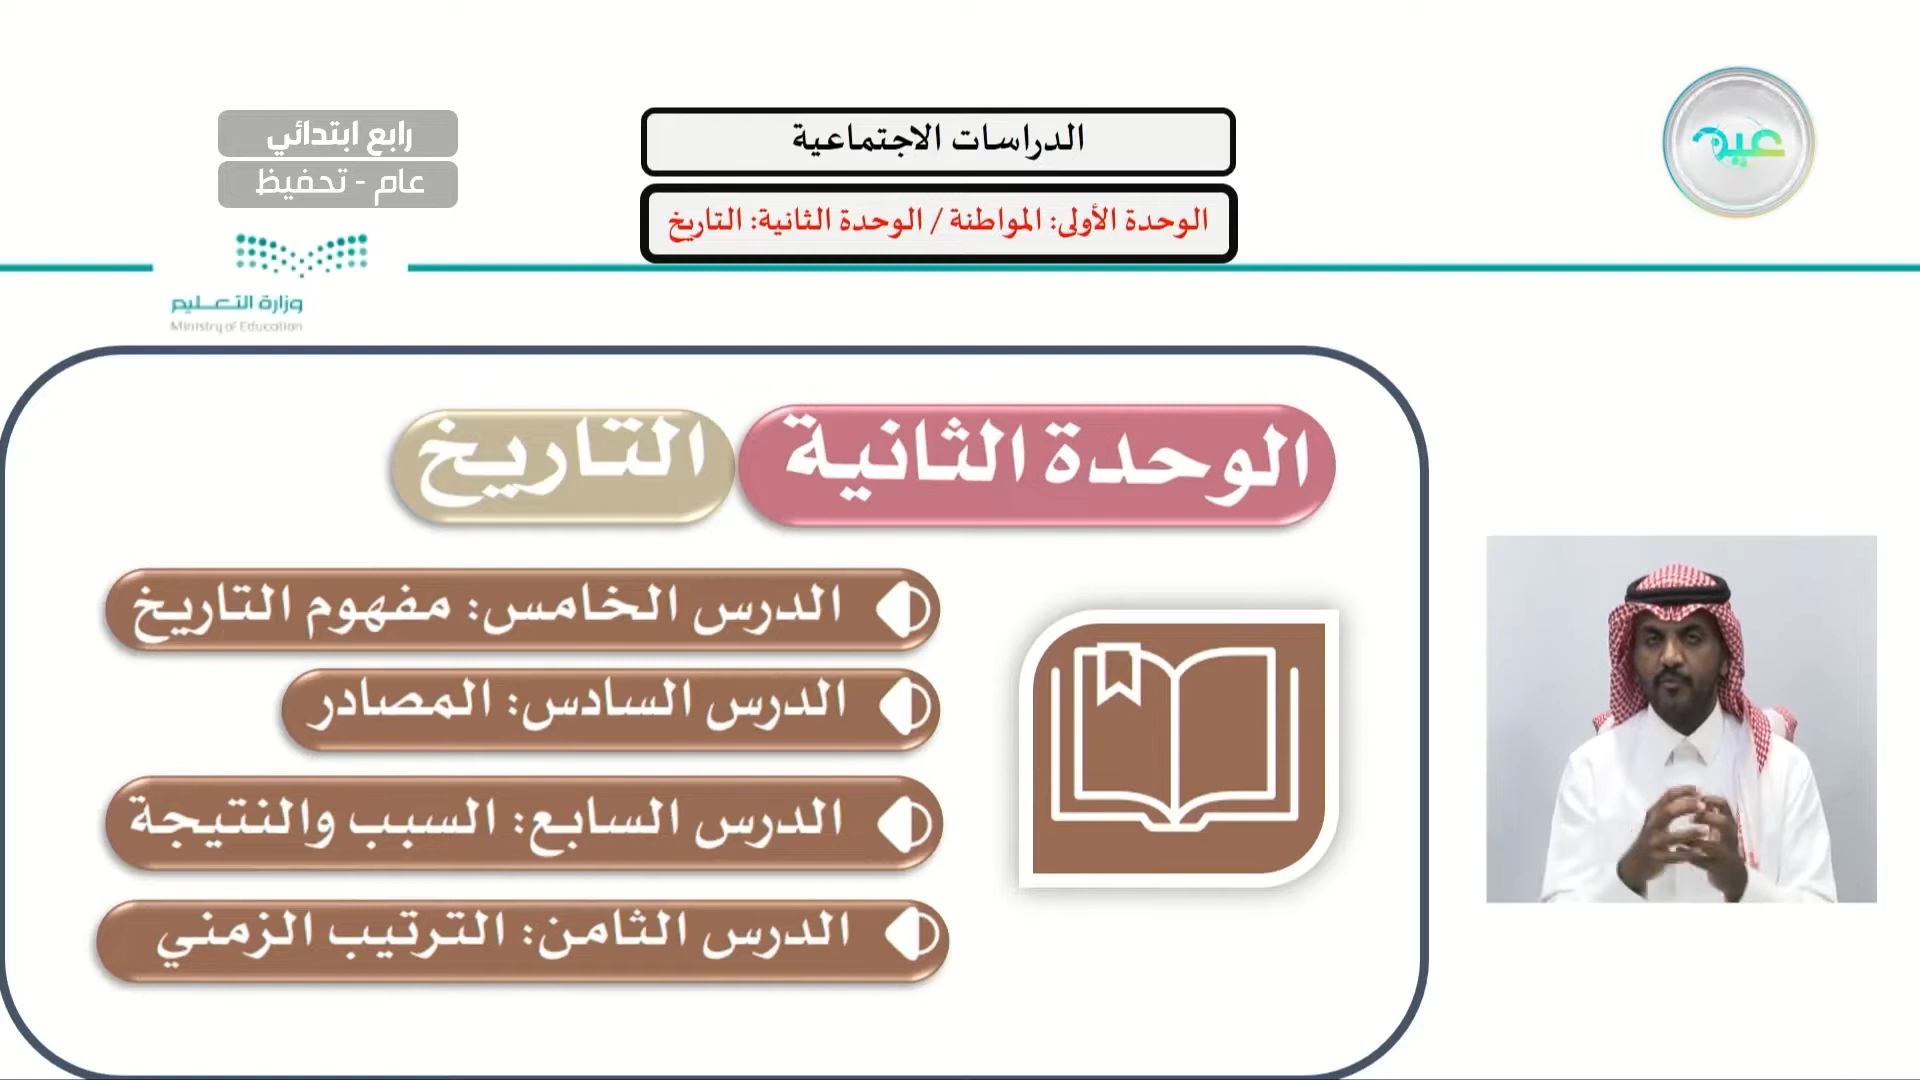 عين
الدراسات الاجتماعية
رابع ابتدائي
عام - تحفيظ
الوحدة الأولى: المواطنة / الوحدة الثانية: التاريخ
وزارة التعليم
Ministry of Education
الوحدة الثانية التاريخ
الدرس الخامس: مفهوم التاريخ
الدرس السادس: المصادر
الدرس السابع: السبب والنتيجة
الدرس الثامن: الترتيب الزمني